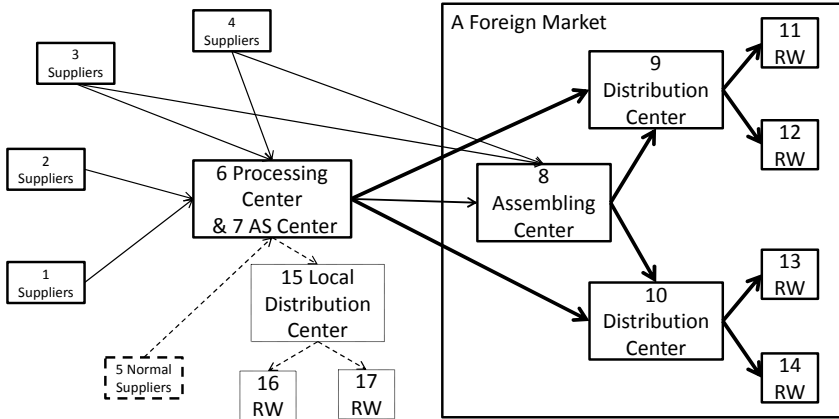 4
Suppliers
A Foreign Market
11
RW
3
Suppliers
9
Distribution
Center
12
RW
2
Suppliers
6 Processing
Center
& 7 AS Center
8
Assembling
Center
1
Suppliers
15 Local
Distribution
Center
13
RW
10
Distribution
Center
5 Normal
Suppliers
16
RW
17
RW
14
RW